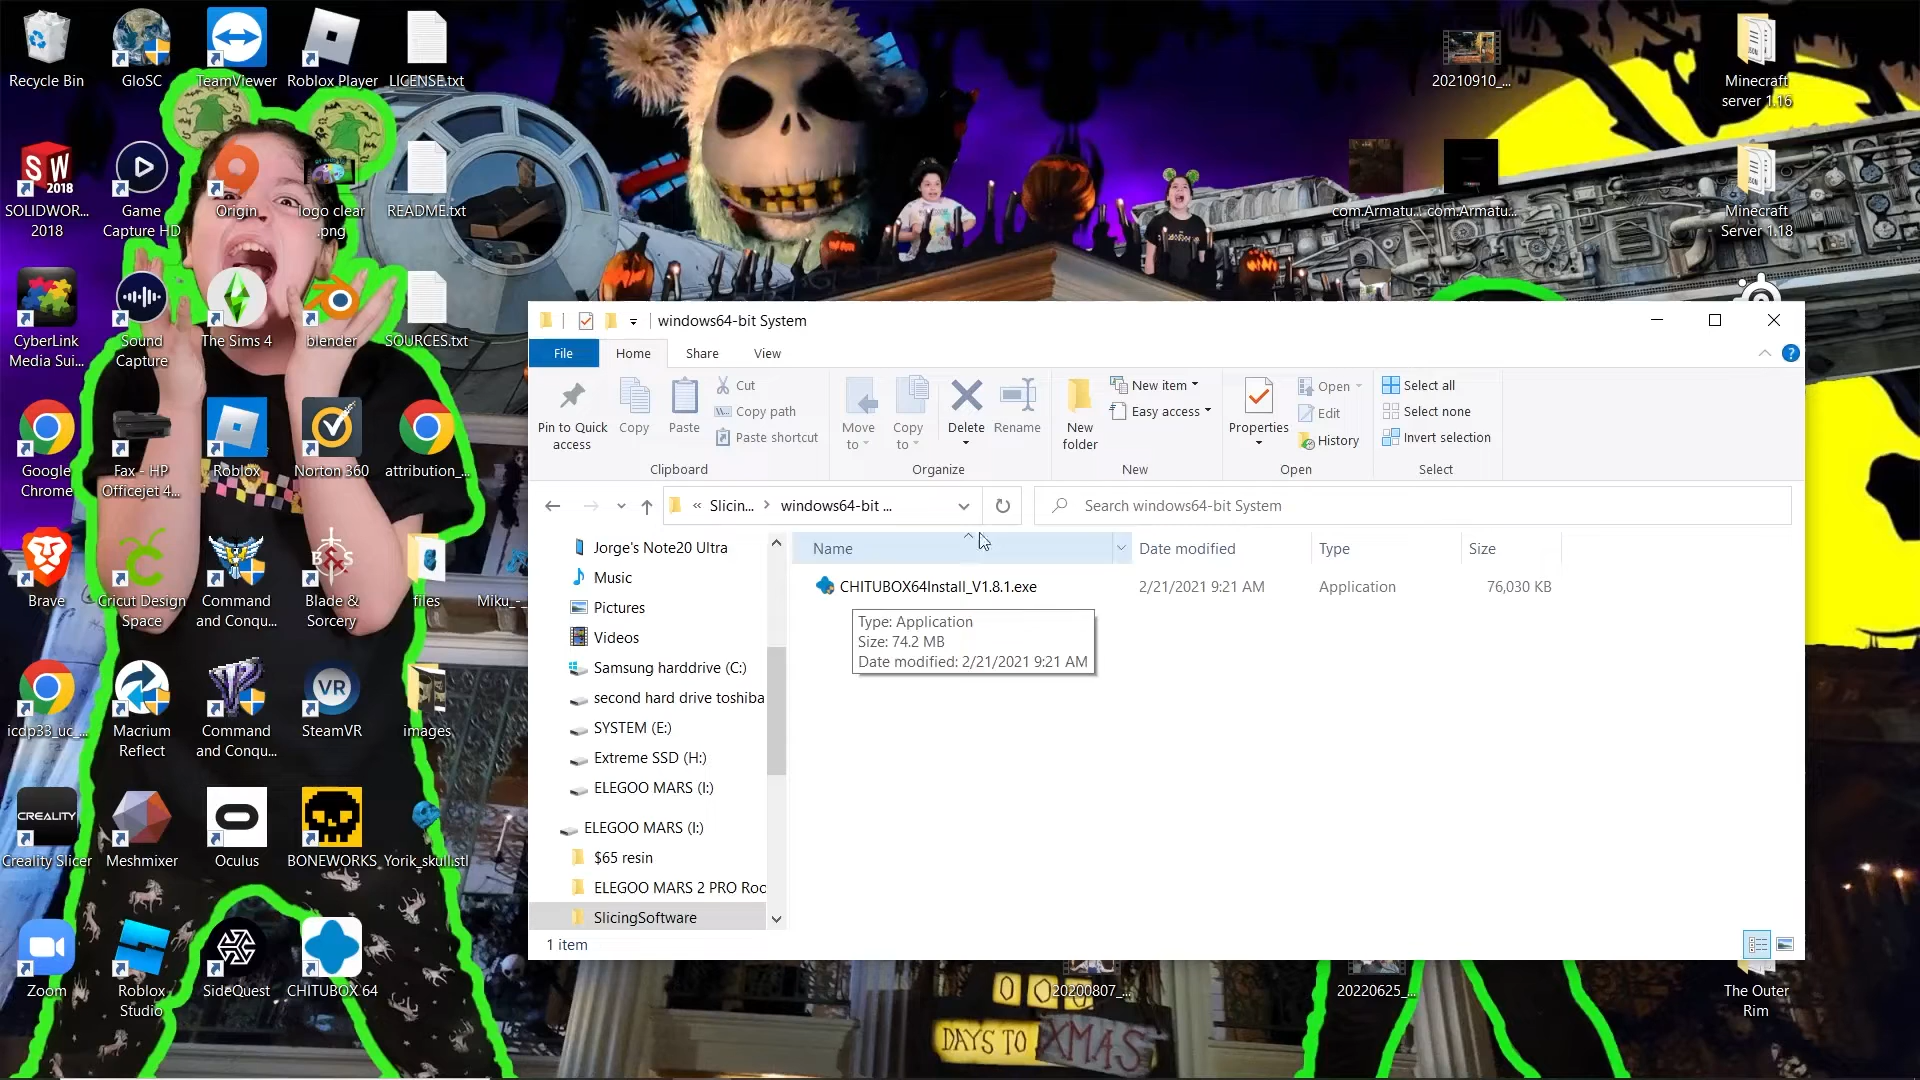 Recycle Bin
GloSC
TeamViewer
Roblox Player
LICENSE.txt
20210910_...
Minecraft
server 1.16
SW
2018
SOLIDWOR...
2018
Game
Capture HD
Origin
logo clear
.png
README.txt
com.Armatu...
com.Armatu...
Minecraft
Server 1.18
CyberLink
Media Sui...
Sound
Capture
The Sims 4
blender
SOURCES.txt
Google
Chrome
Fax - HP
Officejet 4...
Roblox
Norton 360
attribution_...
Brave
Cricut Design
Space
Command
and Conqu...
B&S
Blade &
Sorcery
files
Miku_-_
icdp33_uc_...
Macrium
Reflect
Command
and Conqu...
VR
SteamVR
images
CREALITY
Creality Slicer
Meshmixer
Oculus
BONEWORKS
Yorik_skull.stl
Zoom
Roblox
Studio
SideQuest
CHITUBOX 64
20200807_...
20220625_...
The Outer
Rim
DAYS TO XMAS
windows64-bit System
File
Home
Share
View
Pin to Quick
access
Copy
Paste
Cut
Copy path
Paste shortcut
Clipboard
Move
to
Copy
to
Delete
Rename
Organize
New
folder
New item
Easy access
New
Properties
Open
Edit
History
Open
Select all
Select none
Invert selection
Select
« Slicin... > windows64-bit ...
Search windows64-bit System
Jorge's Note20 Ultra
Music
Pictures
Videos
Samsung harddrive (C:)
second hard drive toshiba
SYSTEM (E:)
Extreme SSD (H:)
ELEGOO MARS (I:)
ELEGOO MARS (I:)
$65 resin
ELEGOO MARS 2 PRO Roo
SlicingSoftware
Name
Date modified
Type
Size
CHITUBOX64Install_V1.8.1.exe
2/21/2021 9:21 AM
Application
76,030 KB
Type: Application
Size: 74.2 MB
Date modified: 2/21/2021 9:21 AM
1 item